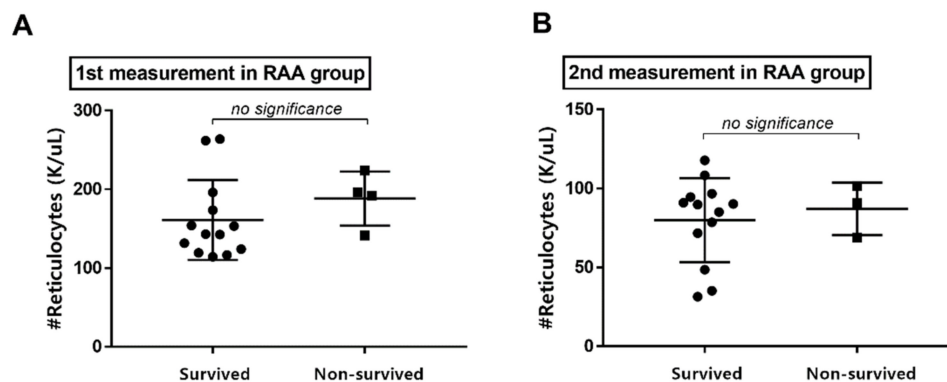 A
1st measurement in RAA group
#Reticulocytes (K/uL)
300
200
100
0
no significance
Survived
Non-survived
B
2nd measurement in RAA group
#Reticulocytes (K/uL)
150
100
50
0
no significance
Survived
Non-survived